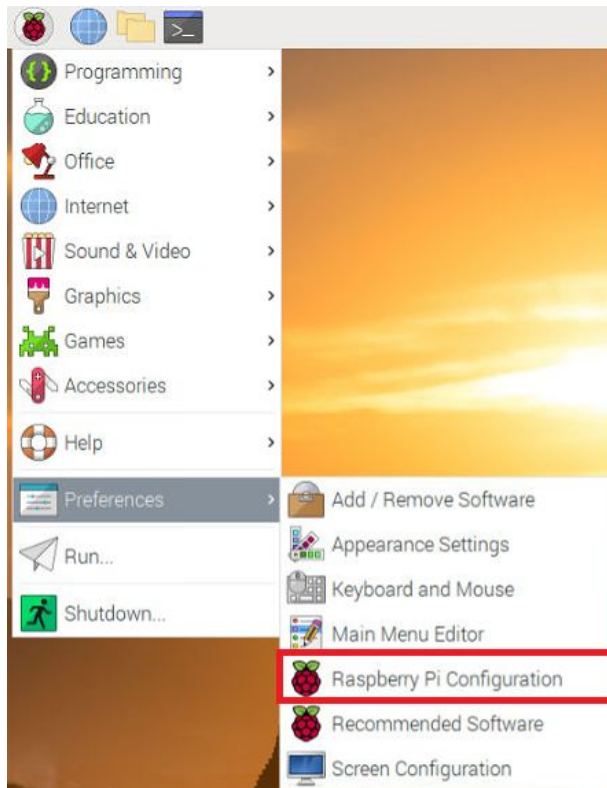 >_
Programming
Education
Office
Internet
Sound & Video
Graphics
Games
Accessories
Help
Preferences
Run...
Shutdown...
Add / Remove Software
Appearance Settings
Keyboard and Mouse
Main Menu Editor
Raspberry Pi Configuration
Recommended Software
Screen Configuration